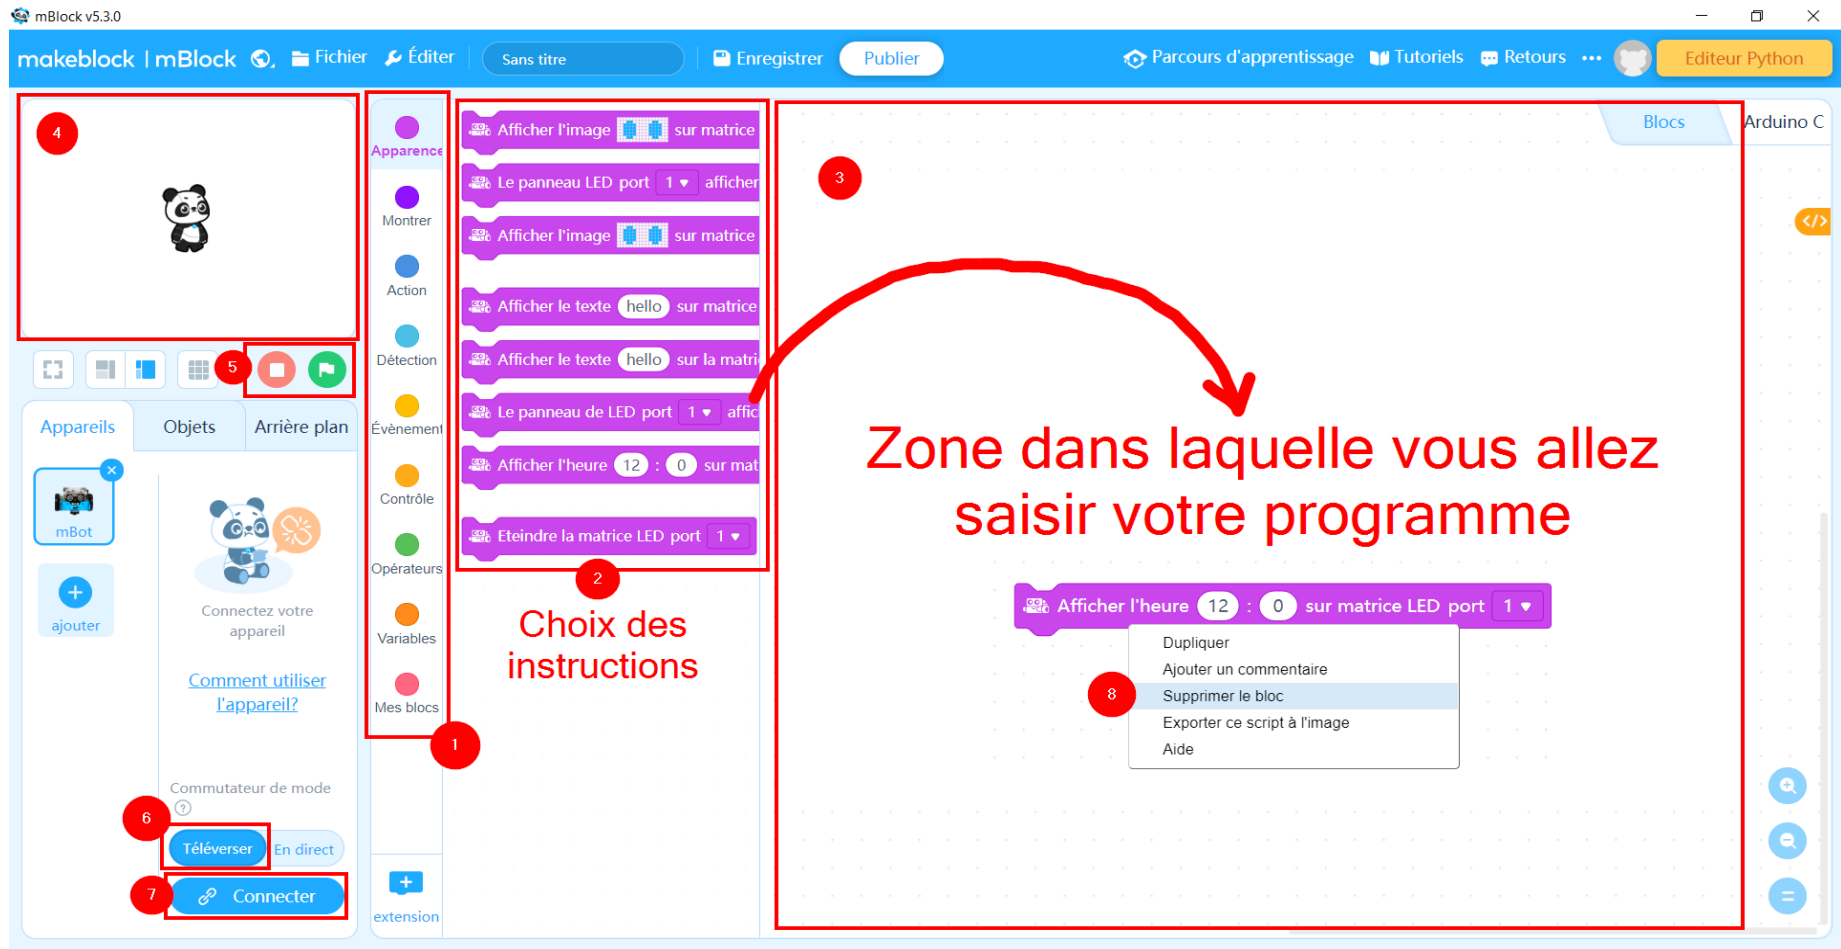 mBlock v5.3.0
makeblock | mBlock Fichier Éditer Sans titre Enregistrer Publier Parcours d'apprentissage Tutoriels Retours ... Editeur Python
4
5
Appareils Objets Arrière plan
mBot
ajouter
Connectez votre
appareil
Comment utiliser
l'appareil?
Commutateur de mode
?
6
Téléverser En direct
7
Connecter
Apparence
Montrer
Action
Détection
Évènement
Contrôle
Opérateurs
Variables
Mes blocs
1
extension
Afficher l'image sur matrice
Le panneau LED port 1 afficher
Afficher l'image sur matrice
Afficher le texte hello sur matrice
Afficher le texte hello sur la matri
Le panneau de LED port 1 affic
Afficher l'heure 12 : 0 sur mat
Eteindre la matrice LED port 1
2
Choix des
instructions
3
Blocs Arduino C
</>
Zone dans laquelle vous allez
saisir votre programme
Afficher l'heure 12 : 0 sur matrice LED port 1
Dupliquer
Ajouter un commentaire
8
Supprimer le bloc
Exporter ce script à l'image
Aide